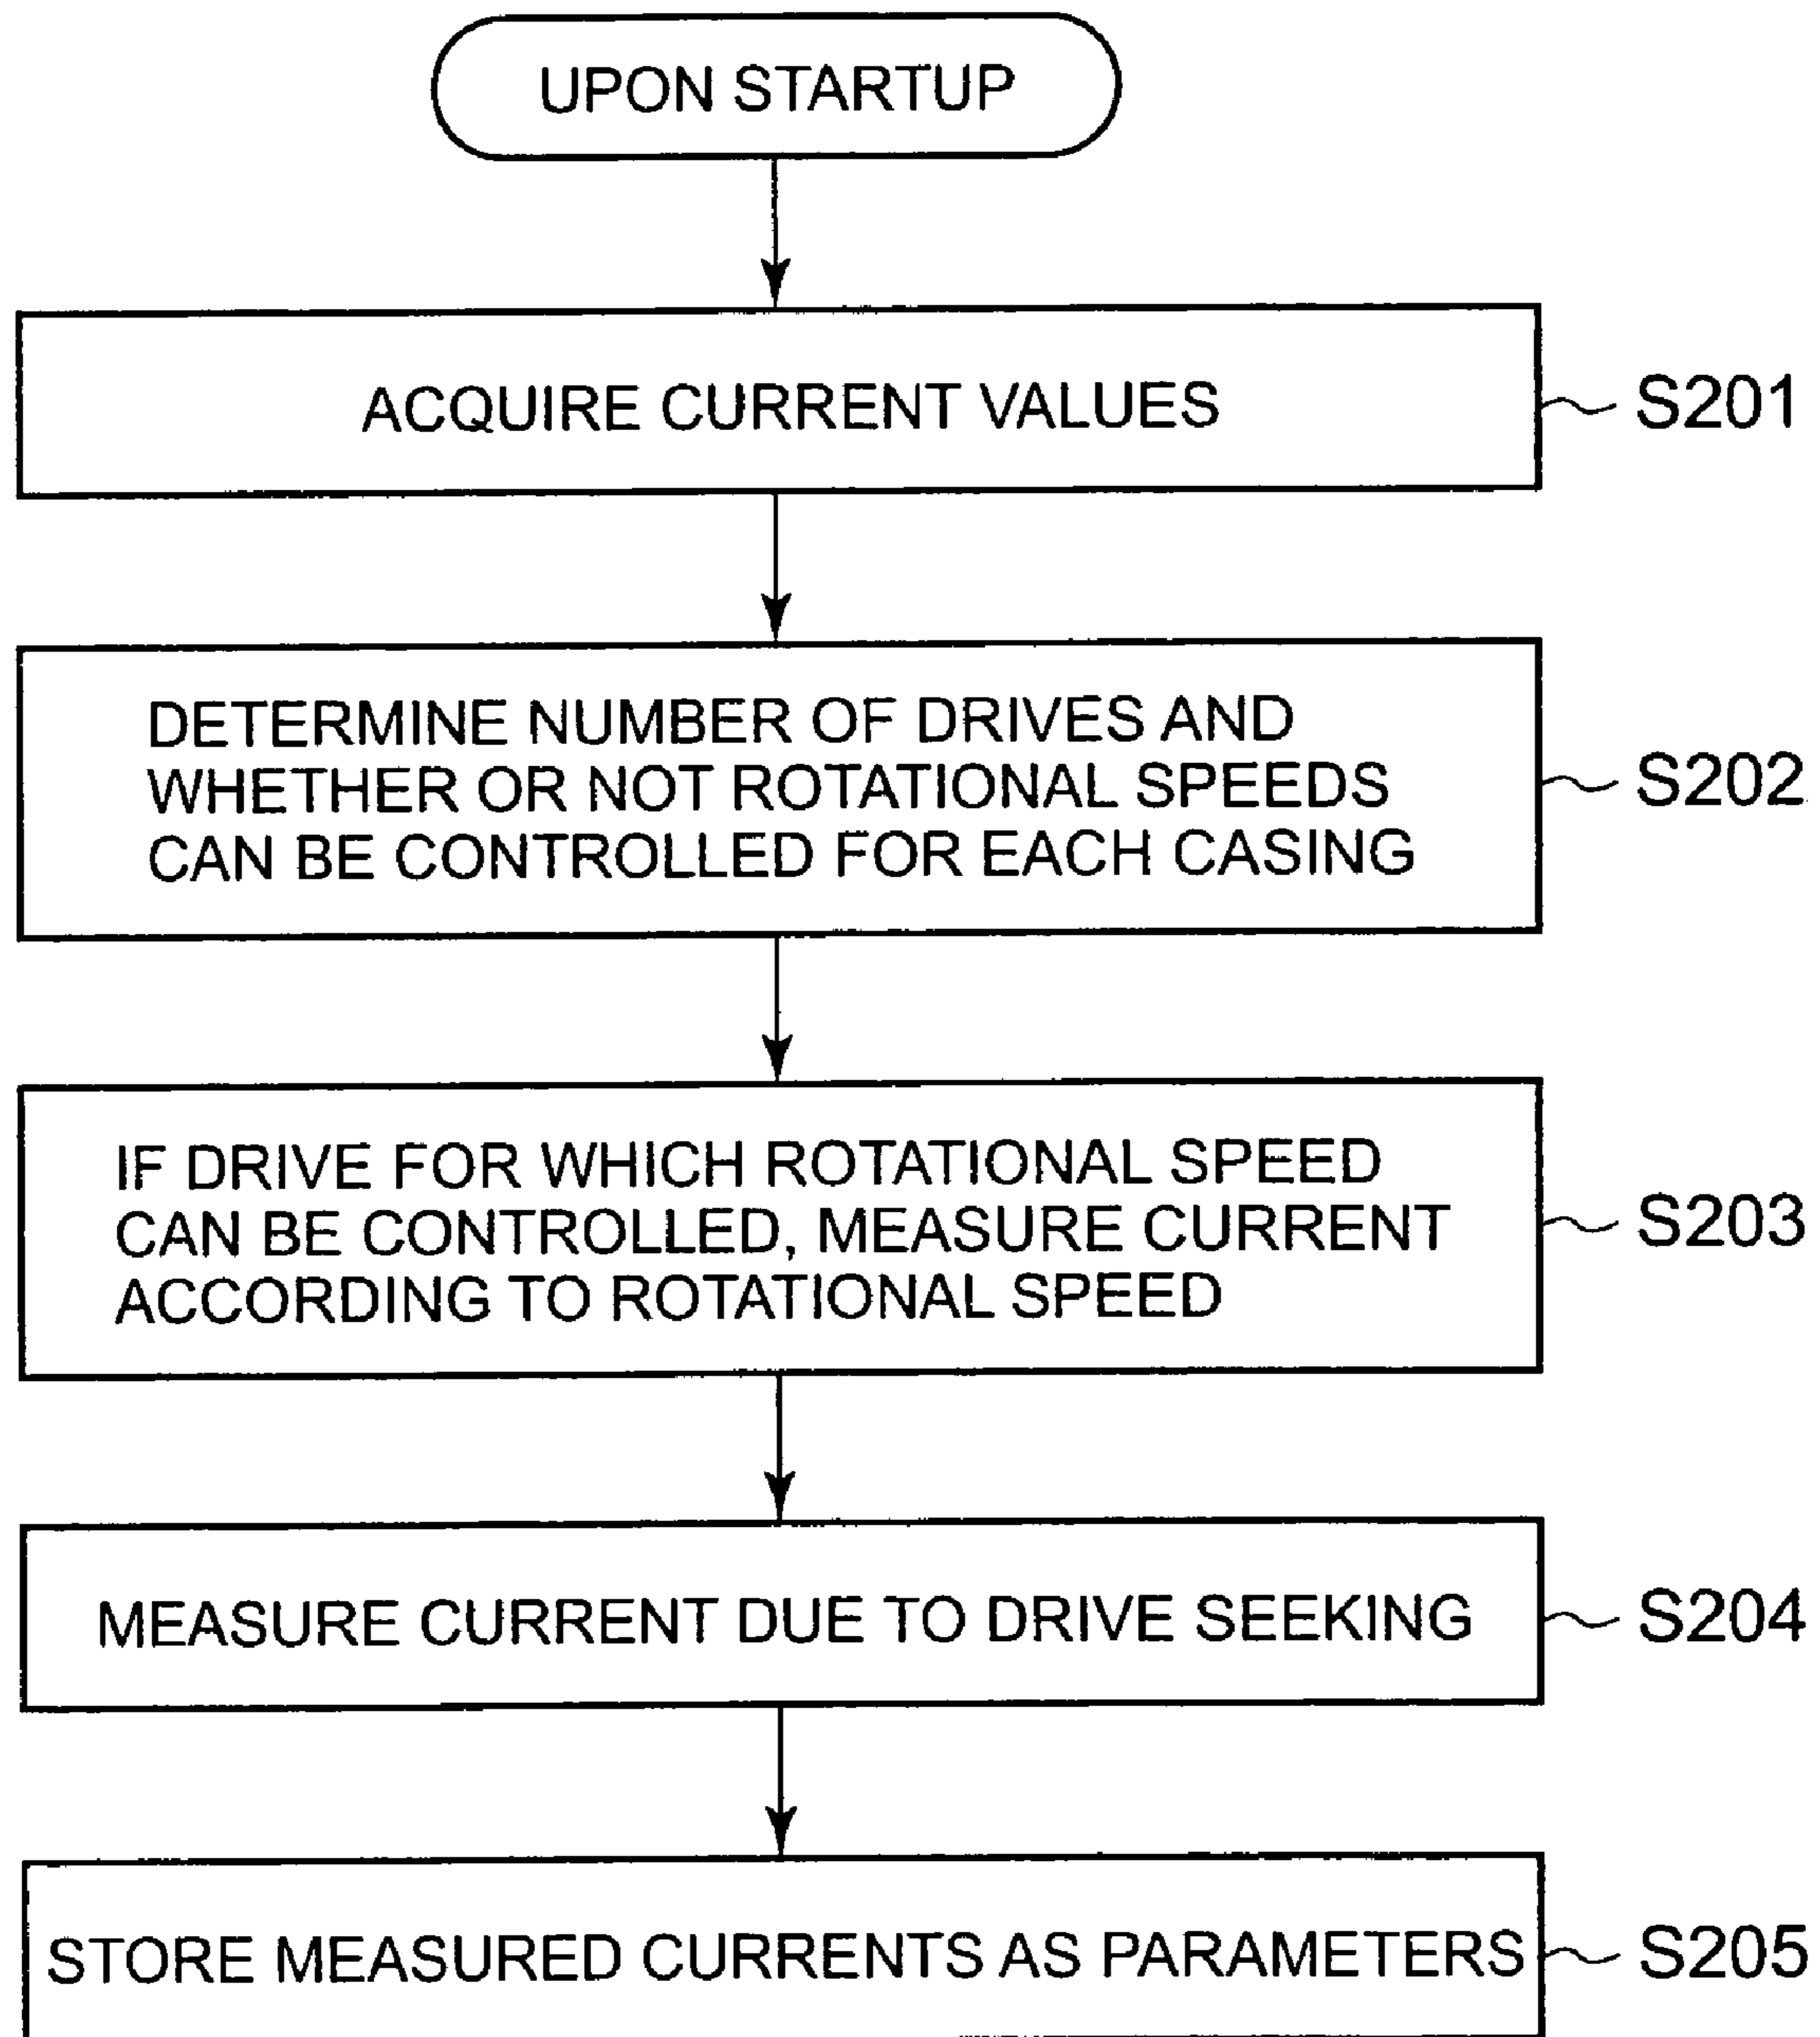 UPON STARTUP
ACQUIRE CURRENT VALUES
S201
DETERMINE NUMBER OF DRIVES AND
WHETHER OR NOT ROTATIONAL SPEEDS
CAN BE CONTROLLED FOR EACH CASING
S202
IF DRIVE FOR WHICH ROTATIONAL SPEED
CAN BE CONTROLLED, MEASURE CURRENT
ACCORDING TO ROTATIONAL SPEED
S203
MEASURE CURRENT DUE TO DRIVE SEEKING
S204
STORE MEASURED CURRENTS AS PARAMETERS
S205